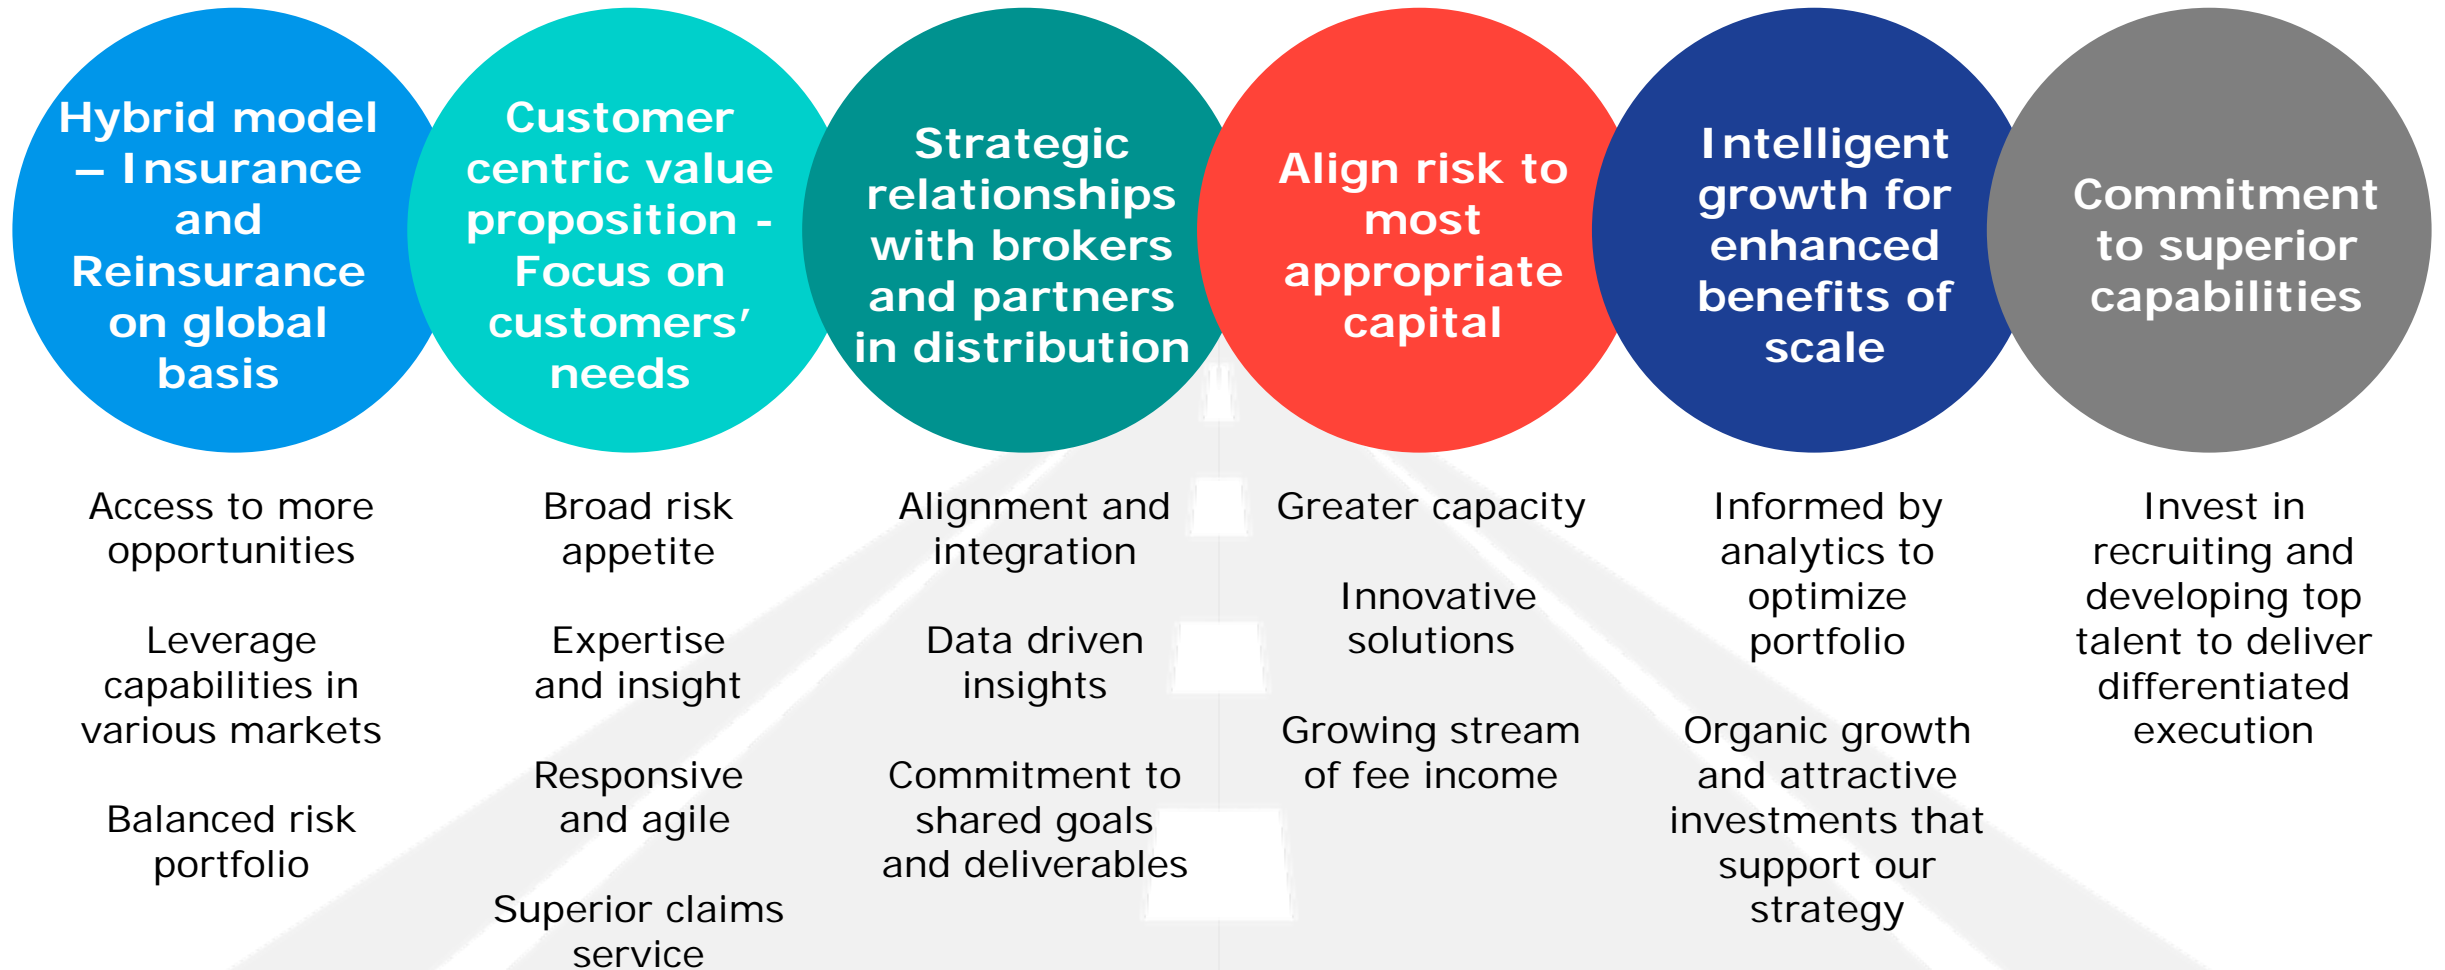 Hybrid model
– Insurance
and
Reinsurance
on global
basis
Customer
centric value
proposition -
Focus on
customers’
needs
Strategic
relationships
with brokers
and partners
in distribution
Align risk to
most
appropriate
capital
Intelligent
growth for
enhanced
benefits of
scale
Commitment
to superior
capabilities
Access to more
opportunities
Leverage
capabilities in
various markets
Balanced risk
portfolio
Broad risk
appetite
Expertise
and insight
Responsive
and agile
Superior claims
service
Alignment and
integration
Data driven
insights
Commitment to
shared goals
and deliverables
Greater capacity
Innovative
solutions
Growing stream
of fee income
Informed by
analytics to
optimize
portfolio
Organic growth
and attractive
investments that
support our
strategy
Invest in
recruiting and
developing top
talent to deliver
differentiated
execution